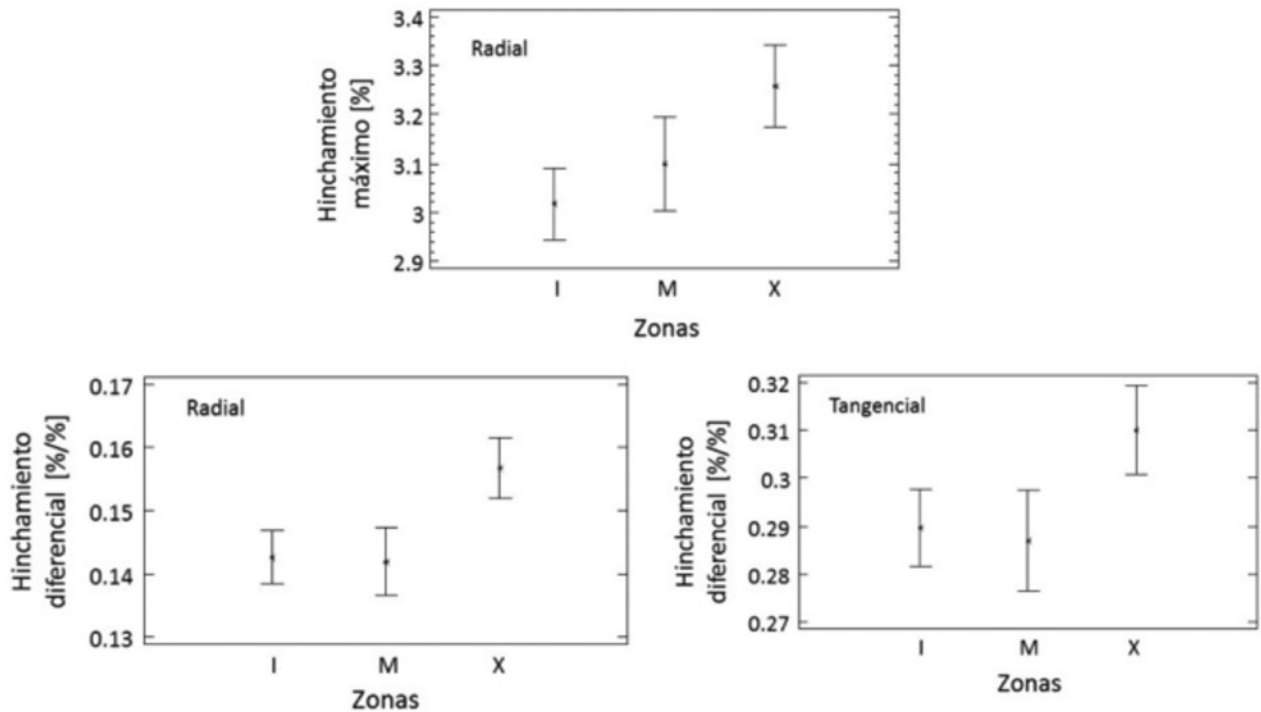 Hinchamiento
máximo [%]
3.4
3.3
3.2
3.1
3
2.9
Radial
I M X
Zonas
Hinchamiento
diferencial [%/%]
0.17
0.16
0.15
0.14
0.13
Radial
I M X
Zonas
Hinchamiento
diferencial [%/%]
0.32
0.31
0.3
0.29
0.28
0.27
Tangencial
I M X
Zonas